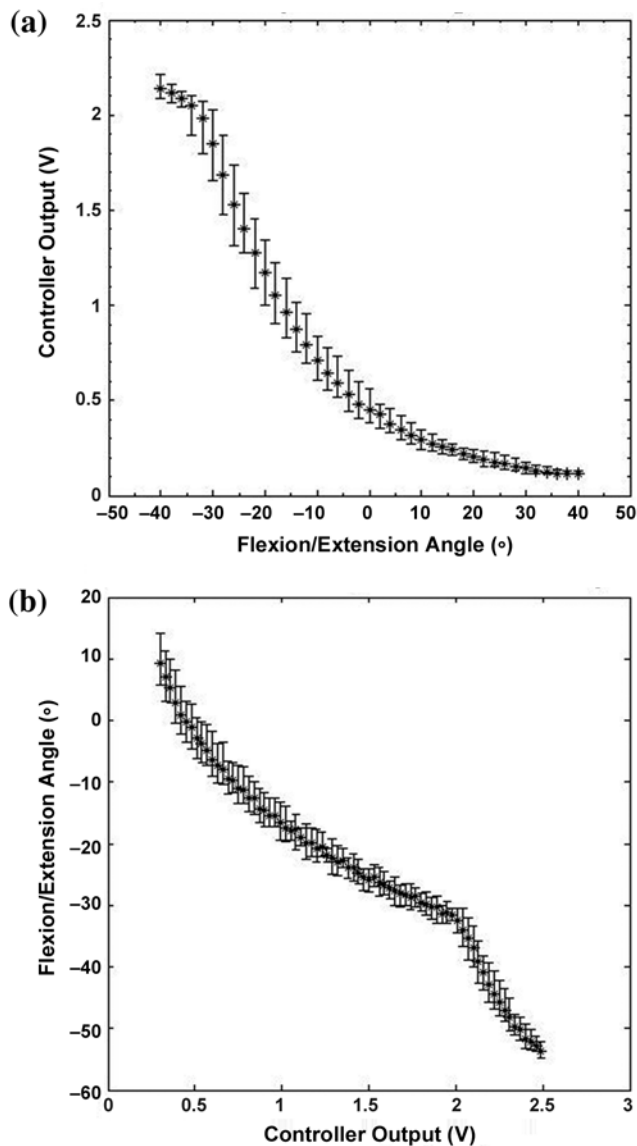 (a)
2.5
2
1.5
1
0.5
0
Controller Output (V)
–50 –40 –30 –20 –10 0 10 20 30 40 50
Flexion/Extension Angle (°)
(b)
20
10
0
–10
–20
–30
–40
–50
–60
Flexion/Extension Angle (°)
0 0.5 1 1.5 2 2.5 3
Controller Output (V)